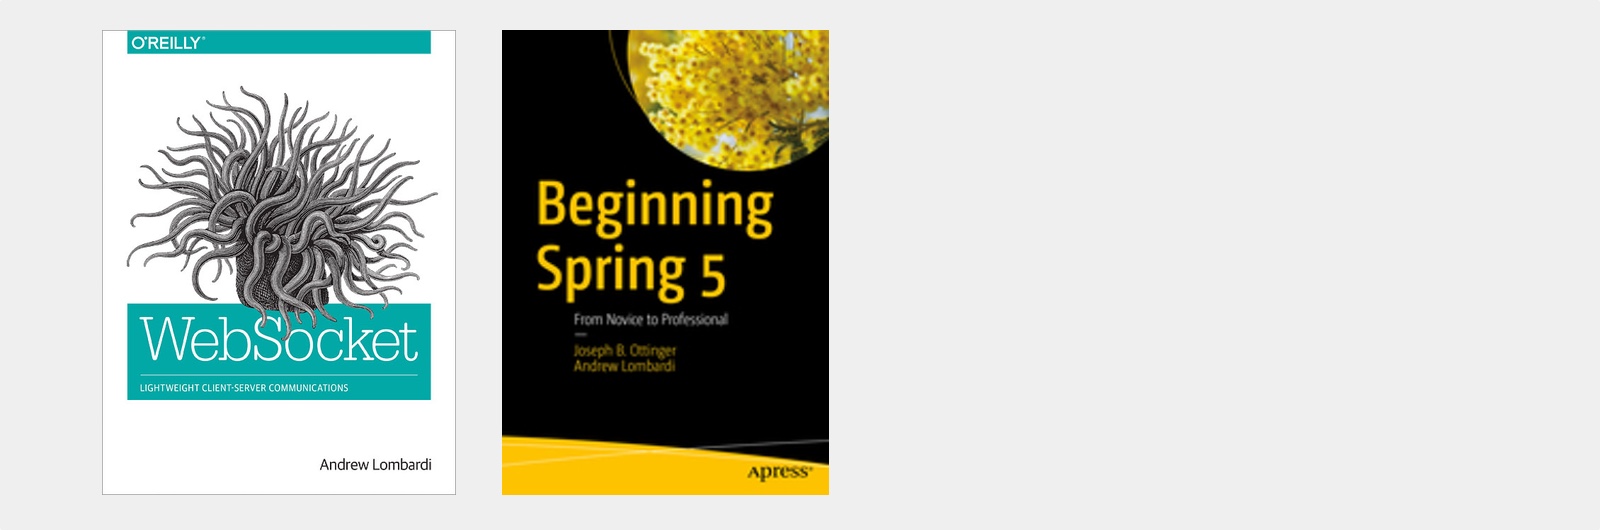 O'REILLY®
WebSocket
LIGHTWEIGHT CLIENT-SERVER COMMUNICATIONS
Andrew Lombardi
Beginning
Spring 5
From Novice to Professional
—
Joseph B. Ottinger
Andrew Lombardi
Apress®